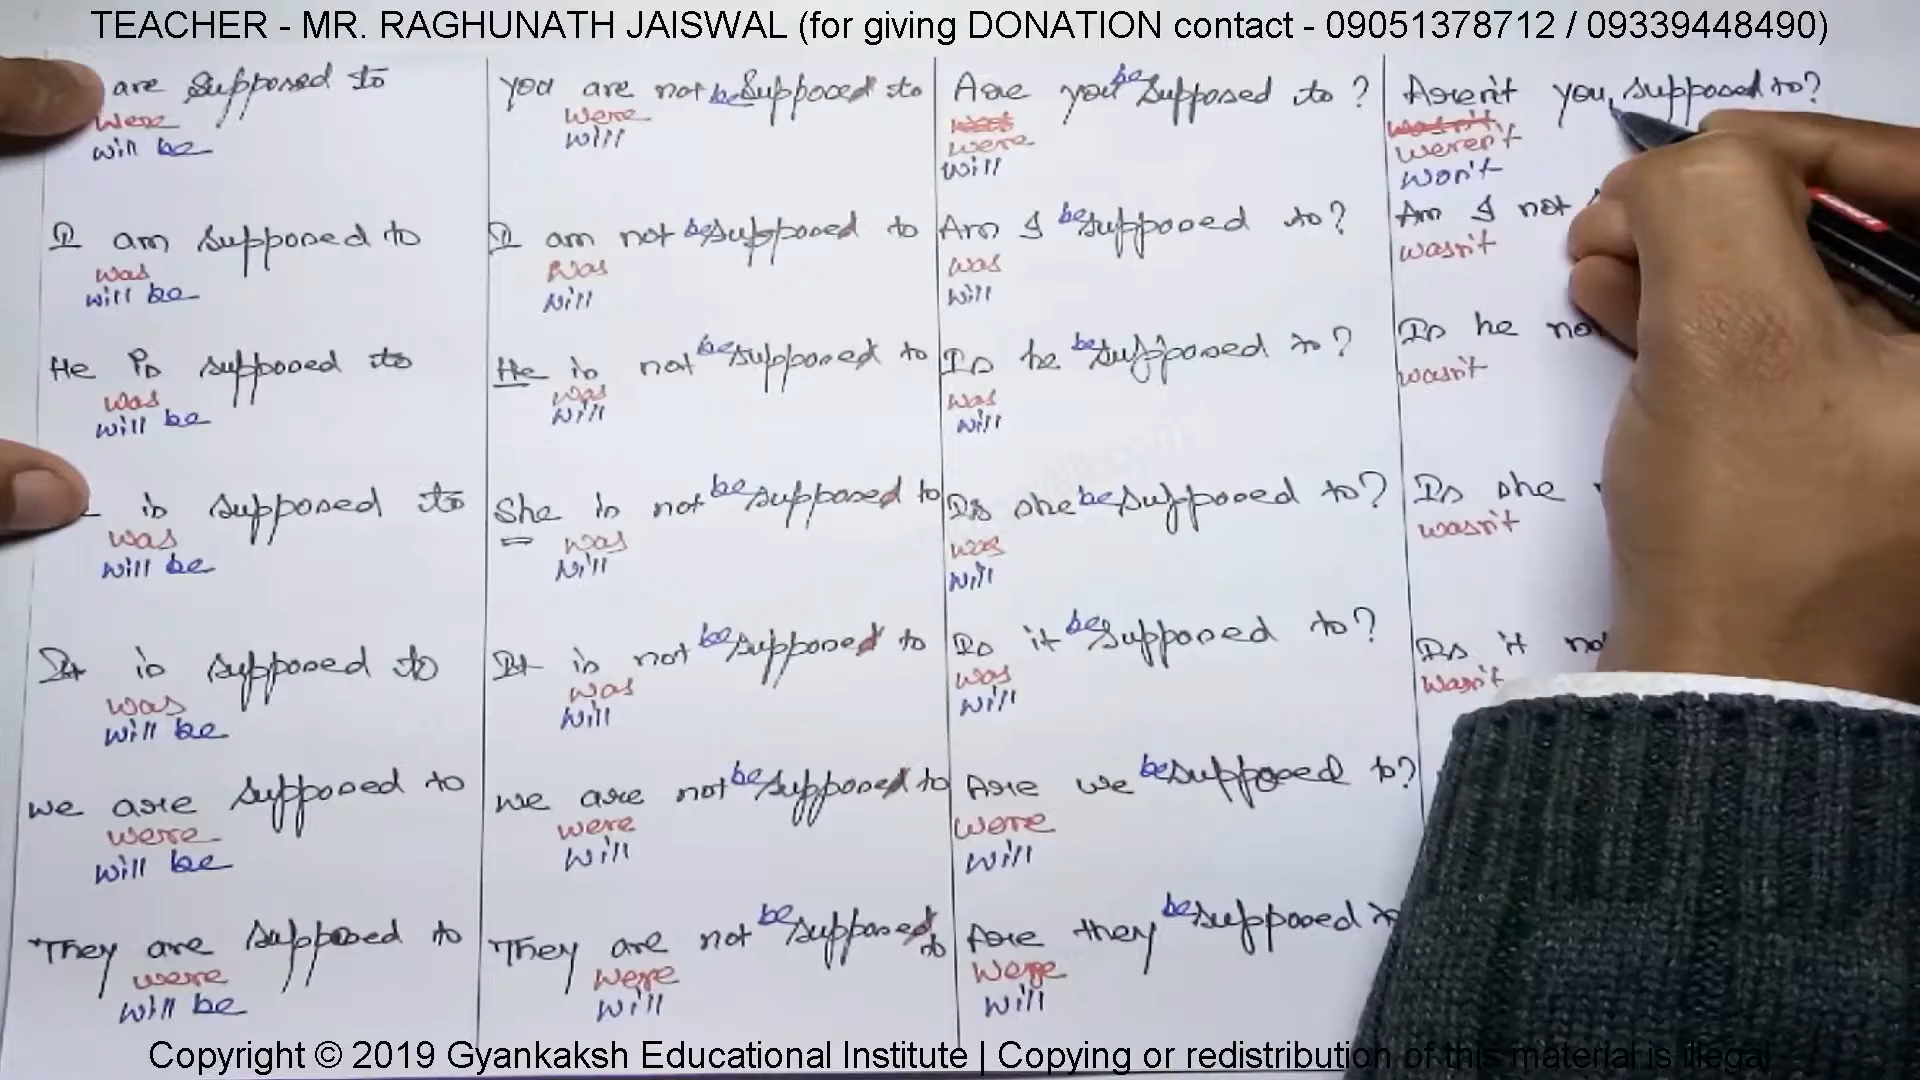 TEACHER - MR. RAGHUNATH JAISWAL (for giving DONATION contact - 09051378712 / 09339448490)
are supposed to
were
will be
I am supposed to
was
will be
He is supposed to
was
will be
is supposed to
was
will be
It is supposed to
was
will be
We are supposed to
were
will be
They are supposed to
were
will be
you are not be supposed to
were
will
I am not be supposed to
was
will
He is not be supposed to
was
will
She is not be supposed to
was
will
It is not be supposed to
was
will
We are not be supposed to
were
will
They are not be supposed to
were
will
Are you be supposed to ?
were
will
Am I be supposed to?
was
will
Is he be supposed to?
was
will
Is she be supposed to?
was
will
Is it be supposed to?
was
will
Are we be supposed to?
were
will
Are they be supposed
were
will
Aren't you supposed to?
wasn't
weren't
won't
Am I not
wasn't
Is he
wasn't
Is she
wasn't
Is it
wasn't
Copyright © 2019 Gyankaksh Educational Institute | Copying or redistribution of this material is illegal